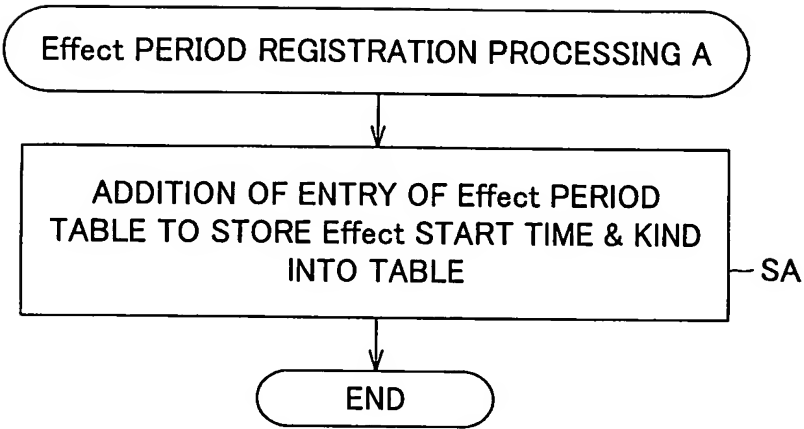 Effect PERIOD REGISTRATION PROCESSING A
ADDITION OF ENTRY OF Effect PERIOD
TABLE TO STORE Effect START TIME & KIND
INTO TABLE
SA
END